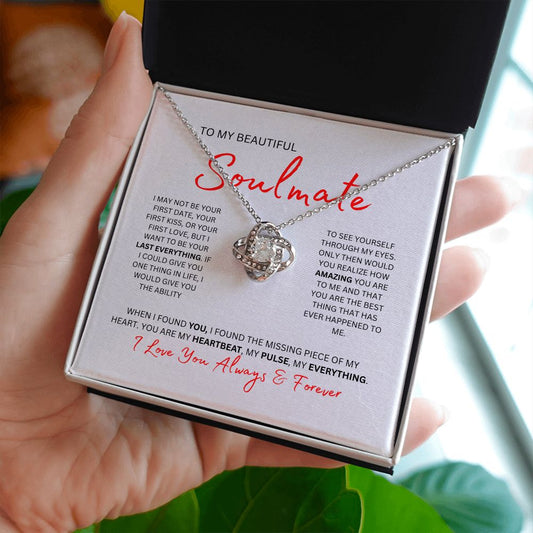 TO MY BEAUTIFUL
Soulmate
I MAY NOT BE YOUR
FIRST DATE, YOUR
FIRST KISS, OR YOUR
FIRST LOVE, BUT I
WANT TO BE YOUR
LAST EVERYTHING. IF
I COULD GIVE YOU
ONE THING IN LIFE, I
WOULD GIVE YOU
THE ABILITY
TO SEE YOURSELF
THROUGH MY EYES.
ONLY THEN WOULD
YOU REALIZE HOW
AMAZING YOU ARE
TO ME AND THAT
YOU ARE THE BEST
THING THAT HAS
EVER HAPPENED TO
ME.
WHEN I FOUND YOU, I FOUND THE MISSING PIECE OF MY
HEART. YOU ARE MY HEARTBEAT, MY PULSE, MY EVERYTHING.
I Love You Always & Forever